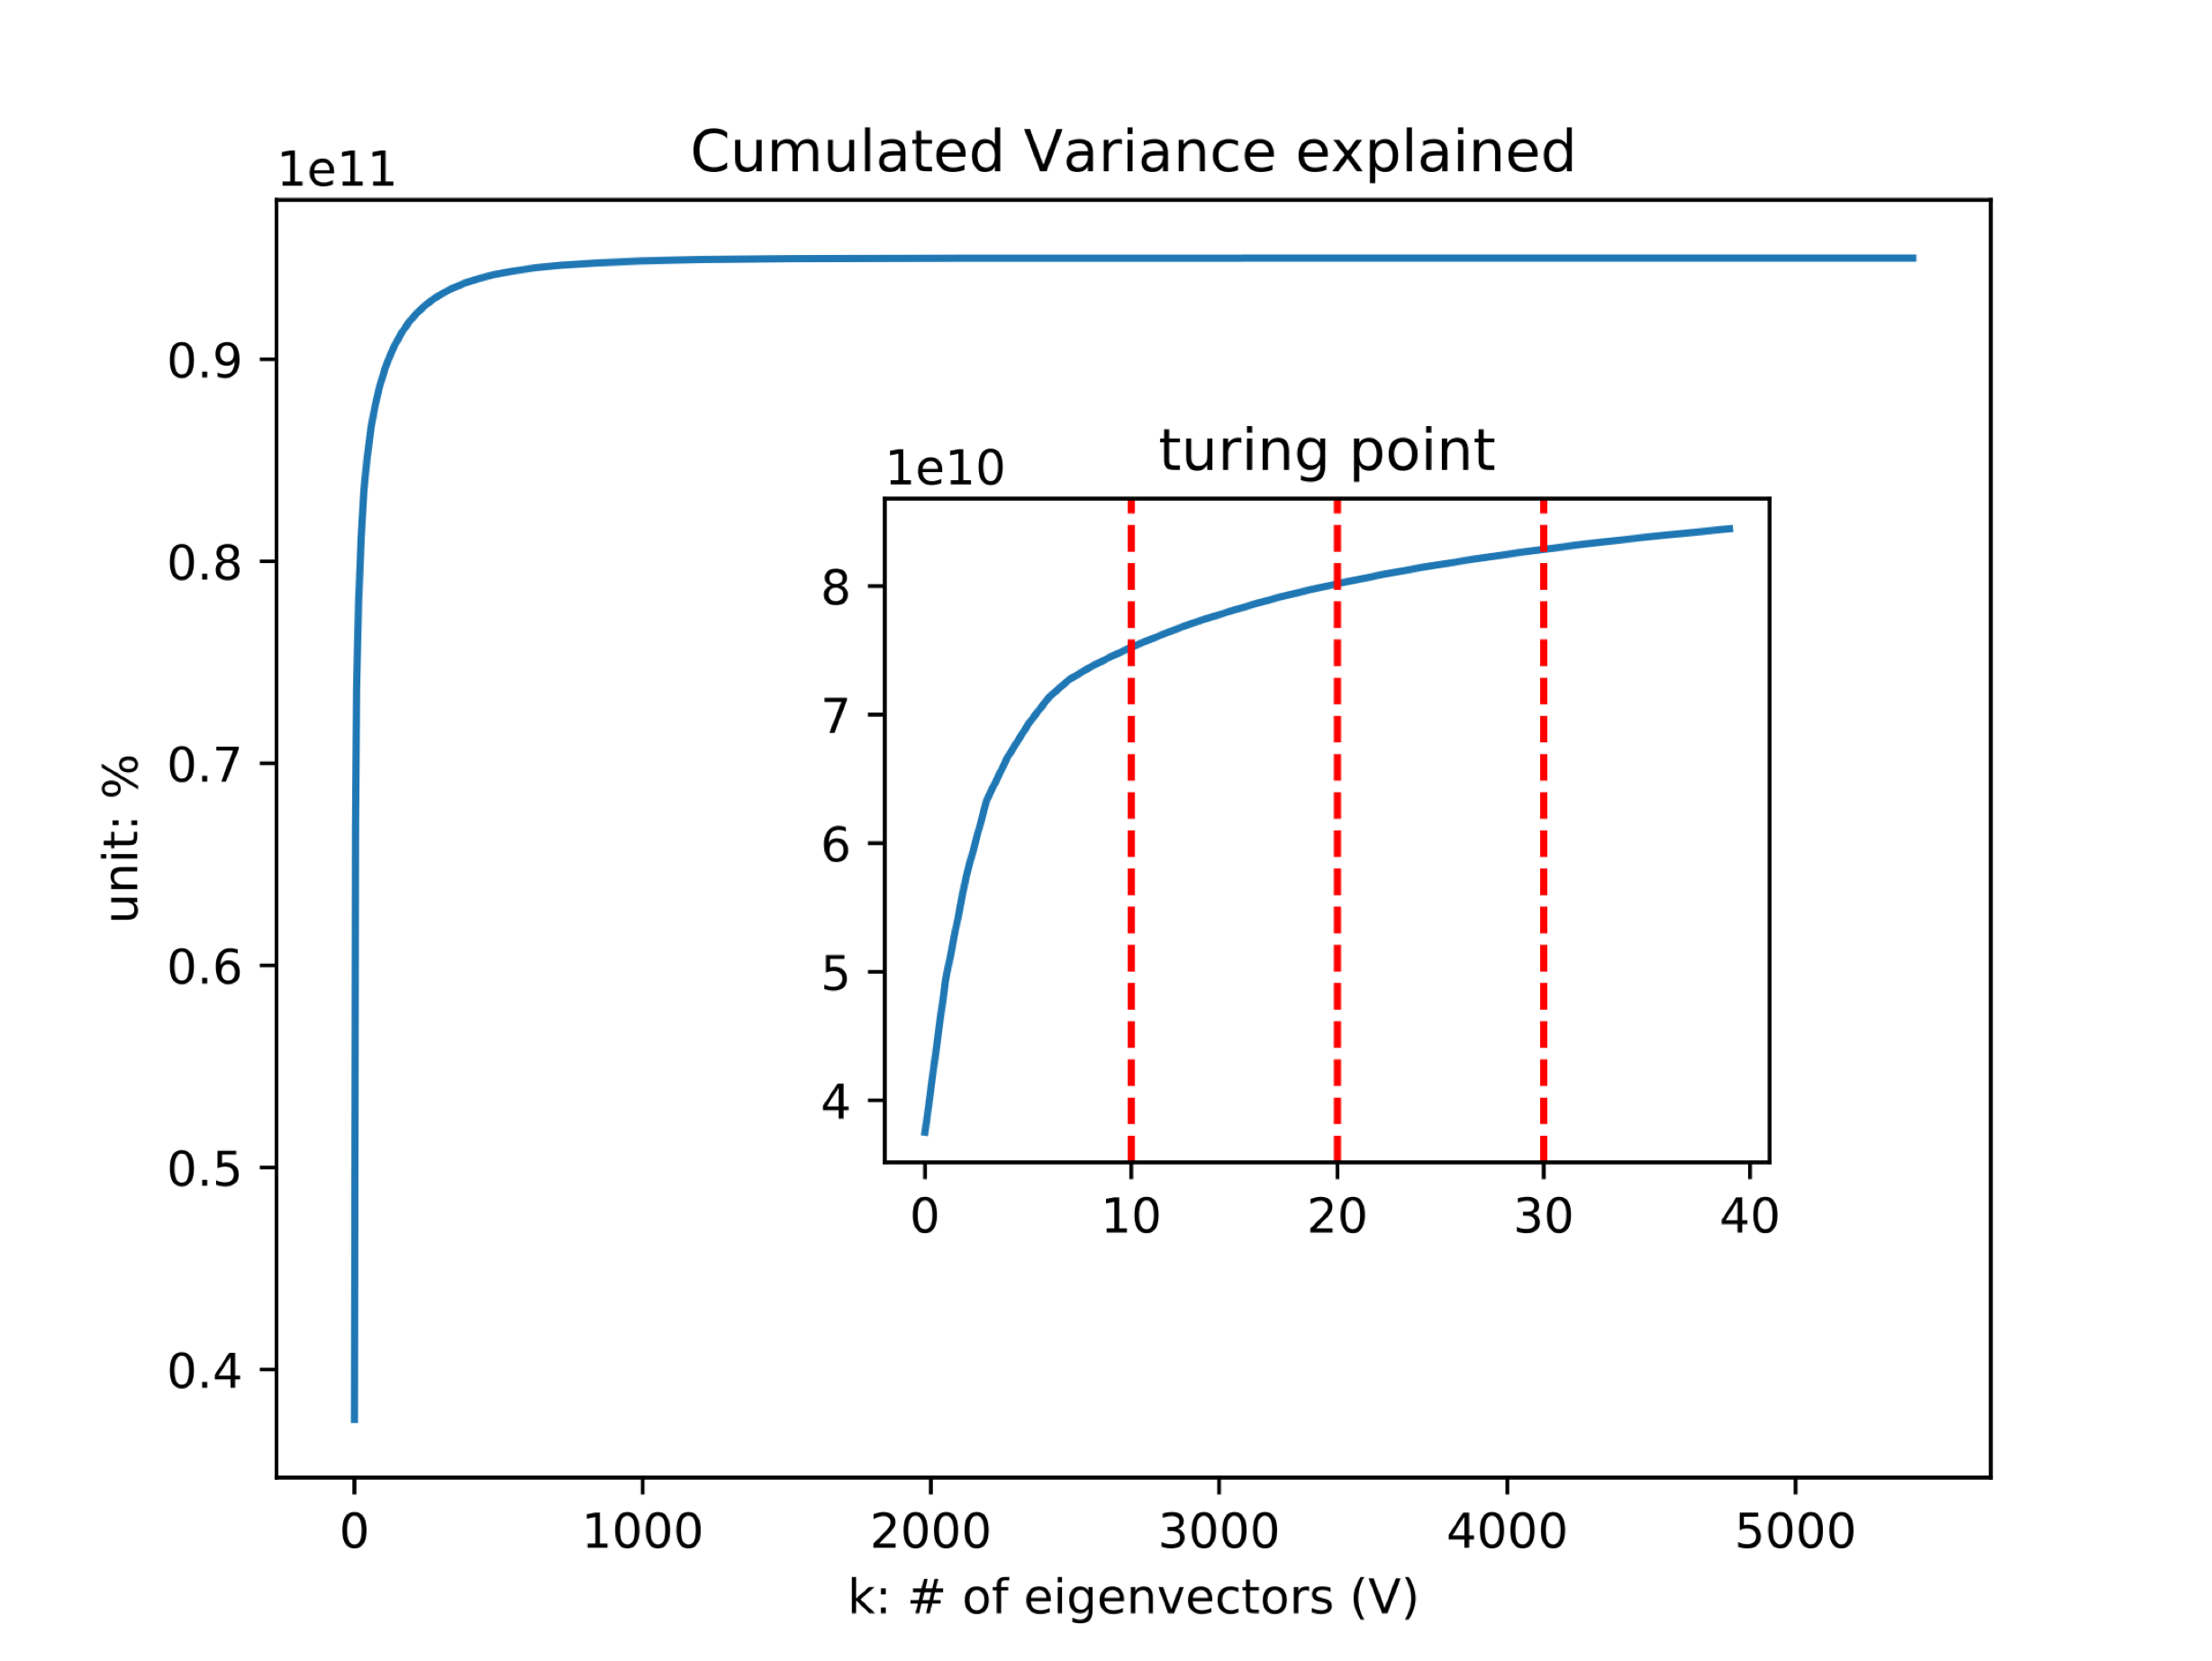 Cumulated Variance explained
1e11
0.9
0.8
0.7
0.6
0.5
0.4
unit: %
turing point
1e10
8
7
6
5
4
0 10 20 30 40
0 1000 2000 3000 4000 5000
k: # of eigenvectors (V)